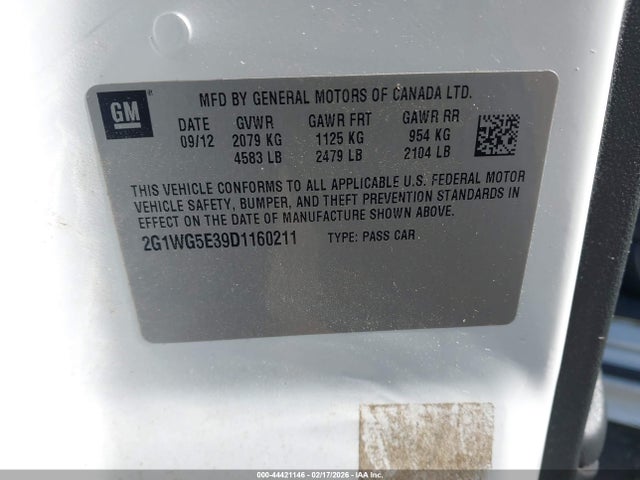 GM
MFD BY GENERAL MOTORS OF CANADA LTD.
DATE GVWR GAWR FRT GAWR RR
09/12 2079 KG 1125 KG 954 KG
4583 LB 2479 LB 2104 LB
THIS VEHICLE CONFORMS TO ALL APPLICABLE U.S. FEDERAL MOTOR
VEHICLE SAFETY, BUMPER, AND THEFT PREVENTION STANDARDS IN
EFFECT ON THE DATE OF MANUFACTURE SHOWN ABOVE.
2G1WG5E39D1160211 TYPE: PASS CAR
000-44421146 - 02/17/2026 - IAAI.com